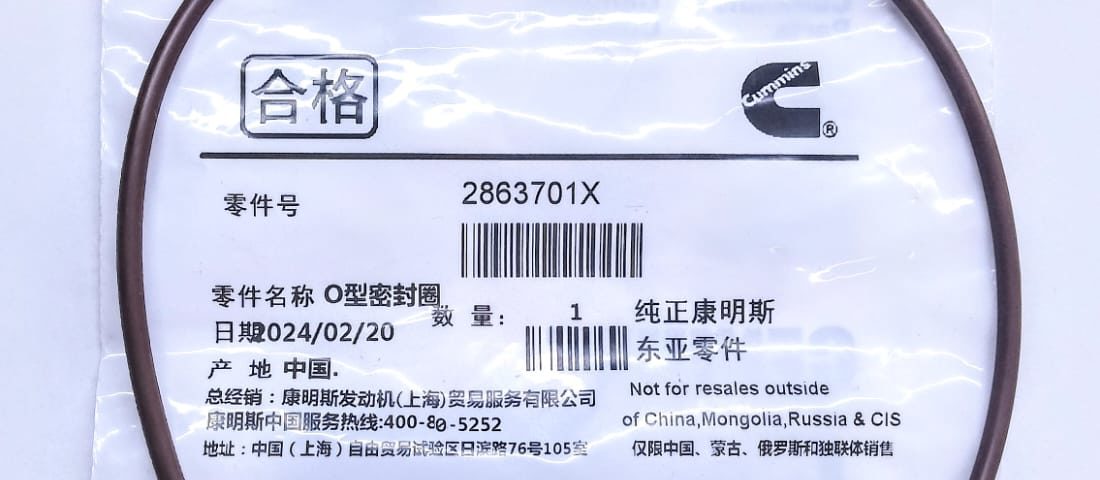 合格
Cummins
®
零件号 2863701X
零件名称 O型密封圈
数 量: 1
纯正康明斯
日期2024/02/20
东亚零件
产 地 中国.
Not for resales outside
总经销:康明斯发动机(上海)贸易服务有限公司
of China,Mongolia,Russia & CIS
康明斯中国服务热线:400-80-5252
地址:中国(上海)自由贸易试验区日滨路76号105室
仅限中国、蒙古、俄罗斯和独联体销售